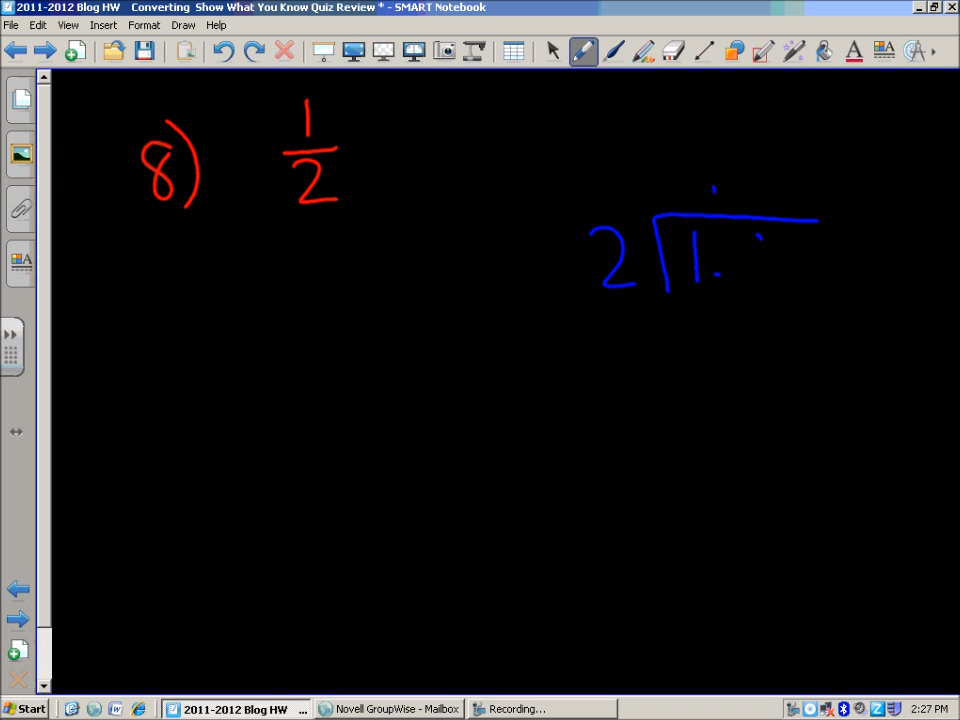 2011-2012 Blog HW    Converting  Show What You Know Quiz Review * - SMART Notebook
File Edit View Insert Format Draw Help
8) 1/2
2 1.
Start 2011-2012 Blog HW ... Novell GroupWise - Mailbox Recording... 2:27 PM